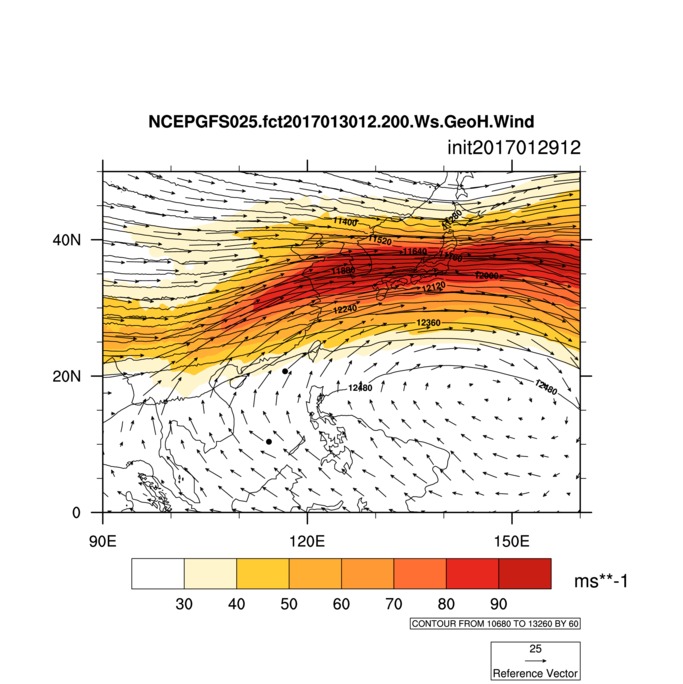 NCEPGFS025.fct2017013012.200.Ws.GeoH.Wind
init2017012912
11280
11400
11520
40N
11640
11760
11880
12000
12120
12240
12360
20N
12480
12480
0
90E 120E 150E
ms**-1
30 40 50 60 70 80 90
CONTOUR FROM 10680 TO 13260 BY 60
25
Reference Vector